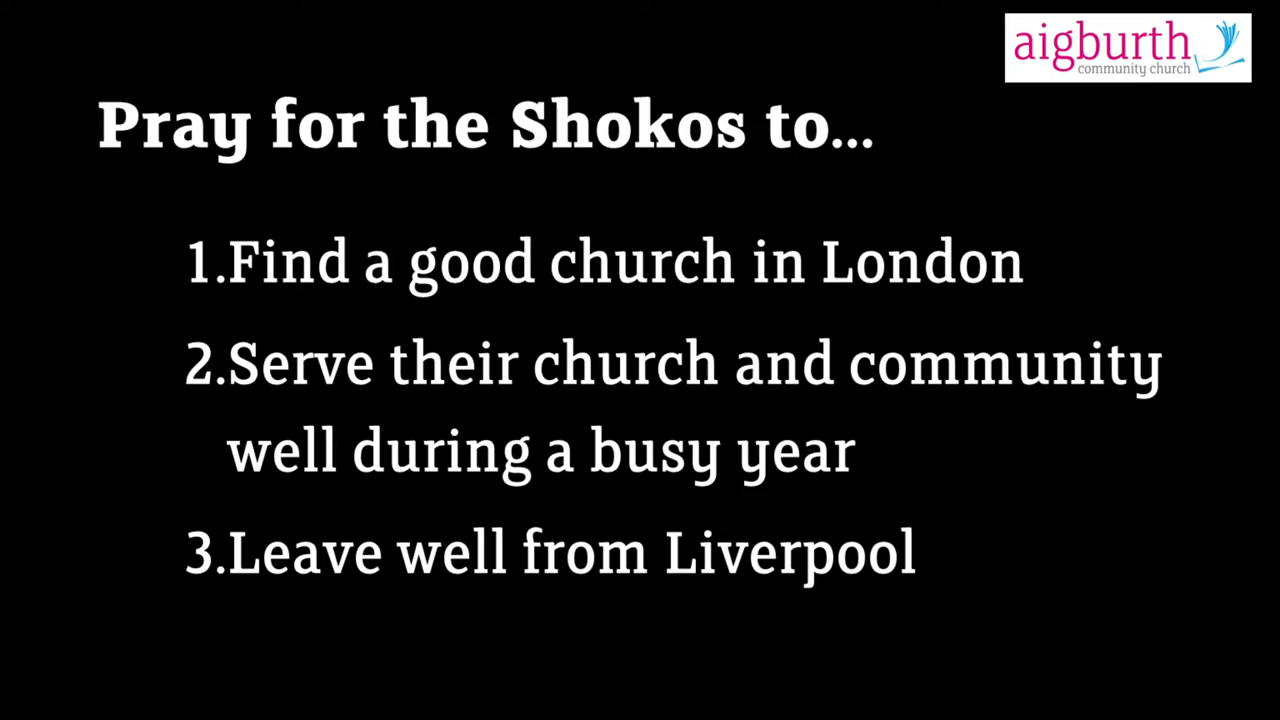 aigburth
community church
Pray for the Shokos to...
1.Find a good church in London
2.Serve their church and community
well during a busy year
3.Leave well from Liverpool